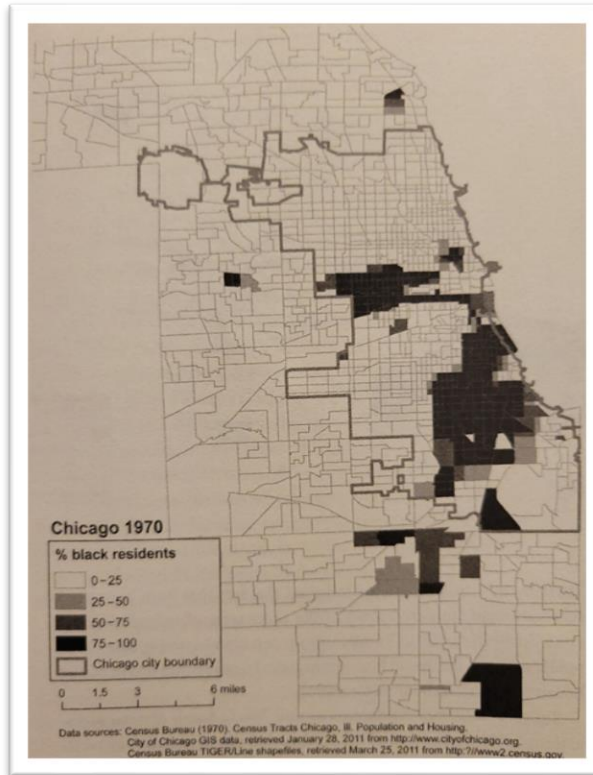 Chicago 1970
% black residents
0–25
25–50
50–75
75–100
Chicago city boundary
0 1.5 3 6 miles
Data sources: Census Bureau (1970). Census Tracts Chicago, Ill. Population and Housing.
City of Chicago GIS data, retrieved January 28, 2011 from http://www.cityofchicago.org.
Census Bureau TIGER/Line shapefiles, retrieved March 25, 2011 from http://www2.census.gov.